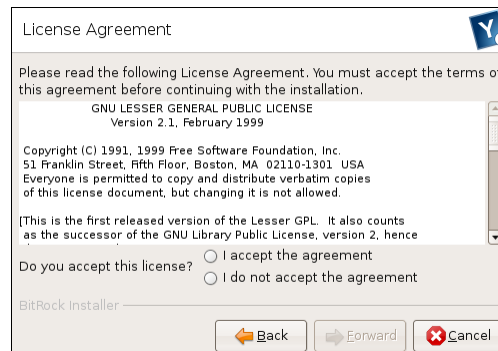 License Agreement
Please read the following License Agreement. You must accept the terms of
this agreement before continuing with the installation.
GNU LESSER GENERAL PUBLIC LICENSE
Version 2.1, February 1999
Copyright (C) 1991, 1999 Free Software Foundation, Inc.
51 Franklin Street, Fifth Floor, Boston, MA  02110-1301  USA
Everyone is permitted to copy and distribute verbatim copies
of this license document, but changing it is not allowed.
[This is the first released version of the Lesser GPL.  It also counts
as the successor of the GNU Library Public License, version 2, hence
Do you accept this license?
I accept the agreement
I do not accept the agreement
BitRock Installer
Back
Forward
Cancel